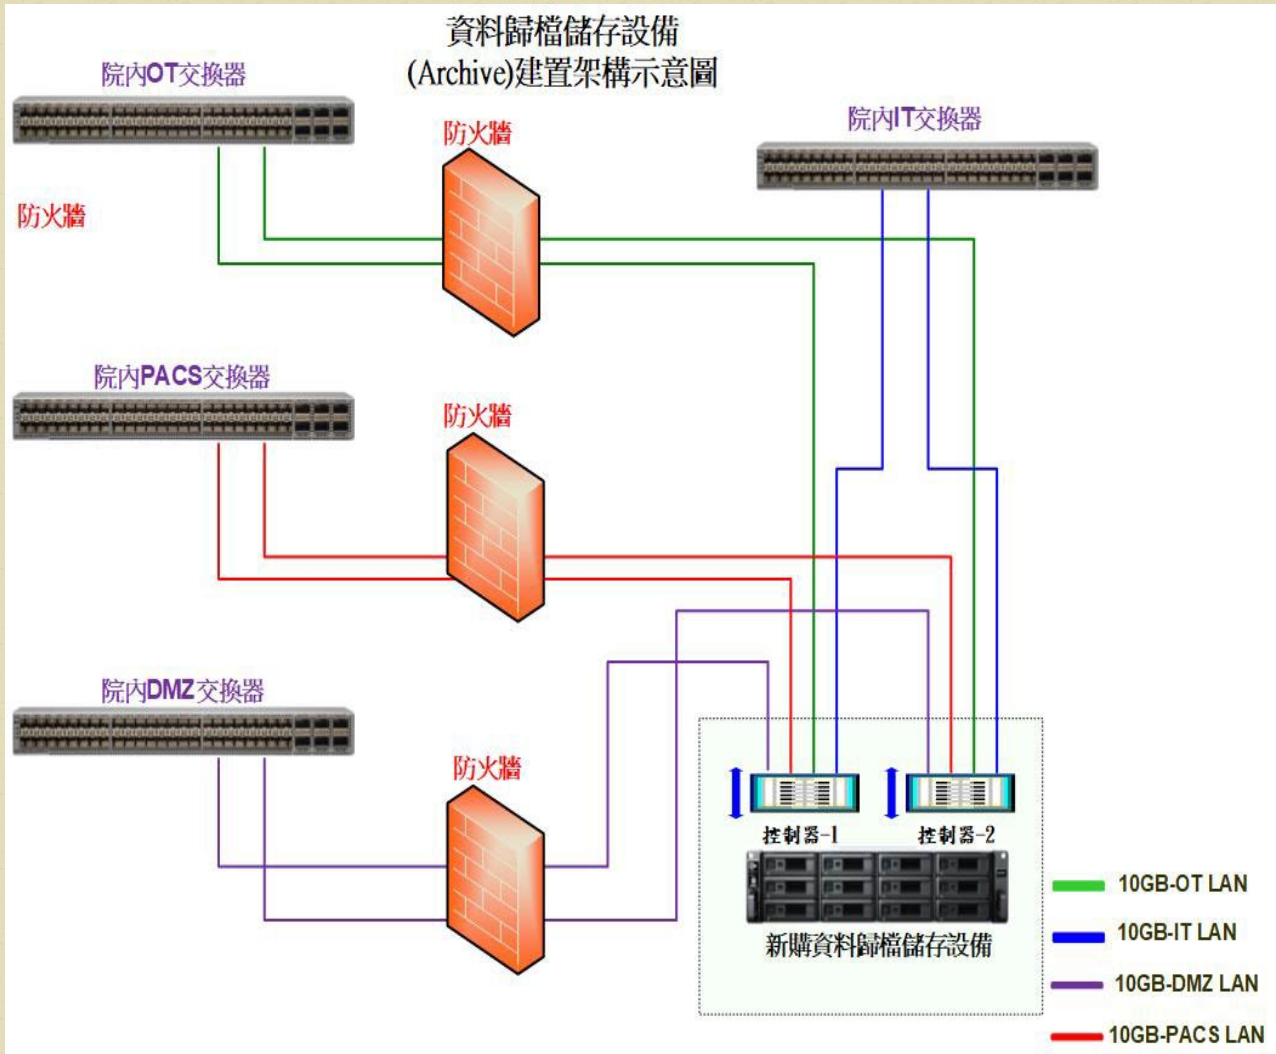 資料歸檔儲存設備
(Archive)建置架構示意圖
院內OT交換器
院內IT交換器
防火牆
防火牆
院內PACS交換器
防火牆
院內DMZ交換器
防火牆
控制器-1
控制器-2
新購資料歸檔儲存設備
10GB-OT LAN
10GB-IT LAN
10GB-DMZ LAN
10GB-PACS LAN